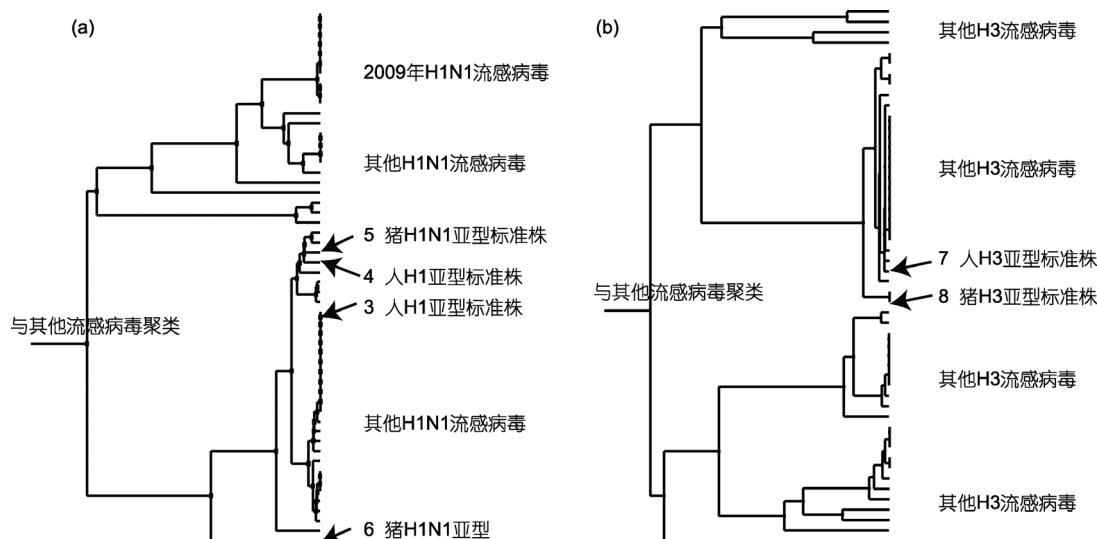 (a)
2009年H1N1流感病毒
其他H1N1流感病毒
5 猪H1N1亚型标准株
4 人H1亚型标准株
3 人H1亚型标准株
与其他流感病毒聚类
其他H1N1流感病毒
6 猪H1N1亚型
(b)
其他H3流感病毒
其他H3流感病毒
7 人H3亚型标准株
8 猪H3亚型标准株
与其他流感病毒聚类
其他H3流感病毒
其他H3流感病毒